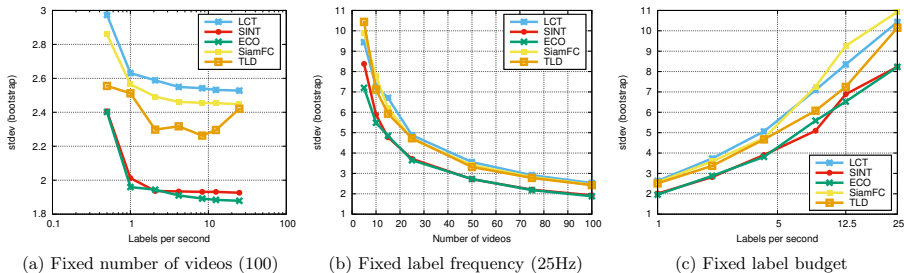 3
2.8
2.6
2.4
2.2
2
1.8
0.1
1
10
100
stdev (bootstrap)
Labels per second
LCT
SINT
ECO
SiamFC
TLD
(a) Fixed number of videos (100)
11
10
9
8
7
6
5
4
3
2
1
0
10
20
30
40
50
60
70
80
90
100
stdev (bootstrap)
Number of videos
LCT
SINT
ECO
SiamFC
TLD
(b) Fixed label frequency (25Hz)
11
10
9
8
7
6
5
4
3
2
1
1
5
12.5
25
stdev (bootstrap)
Labels per second
LCT
SINT
ECO
SiamFC
TLD
(c) Fixed label budget